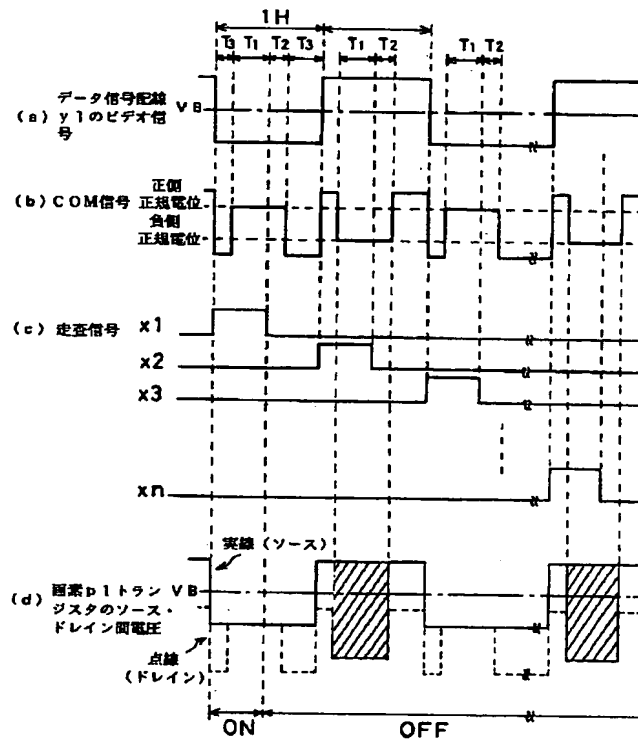 1H
T3 T1 T2 T3 T1 T2 T1 T2
データ信号配線
(a) y1のビデオ信 VB
号
正側
(b) COM信号 正規電位
負側
正規電位
(c) 走査信号 x1
x2
x3
xn
実線(ソース)
(d) 画素p1トラン VB
ジスタのソース・
ドレイン間電圧
点線
(ドレイン)
ON OFF